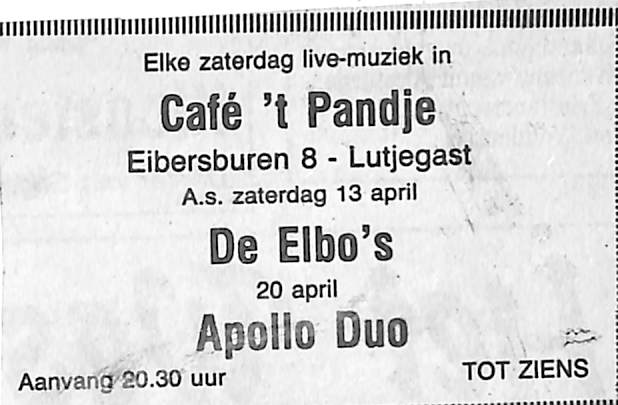 Elke zaterdag live-muziek in
Café 't Pandje
Eibersburen 8 - Lutjegast
A.s. zaterdag 13 april
De Elbo's
20 april
Apollo Duo
Aanvang 20.30 uur
TOT ZIENS